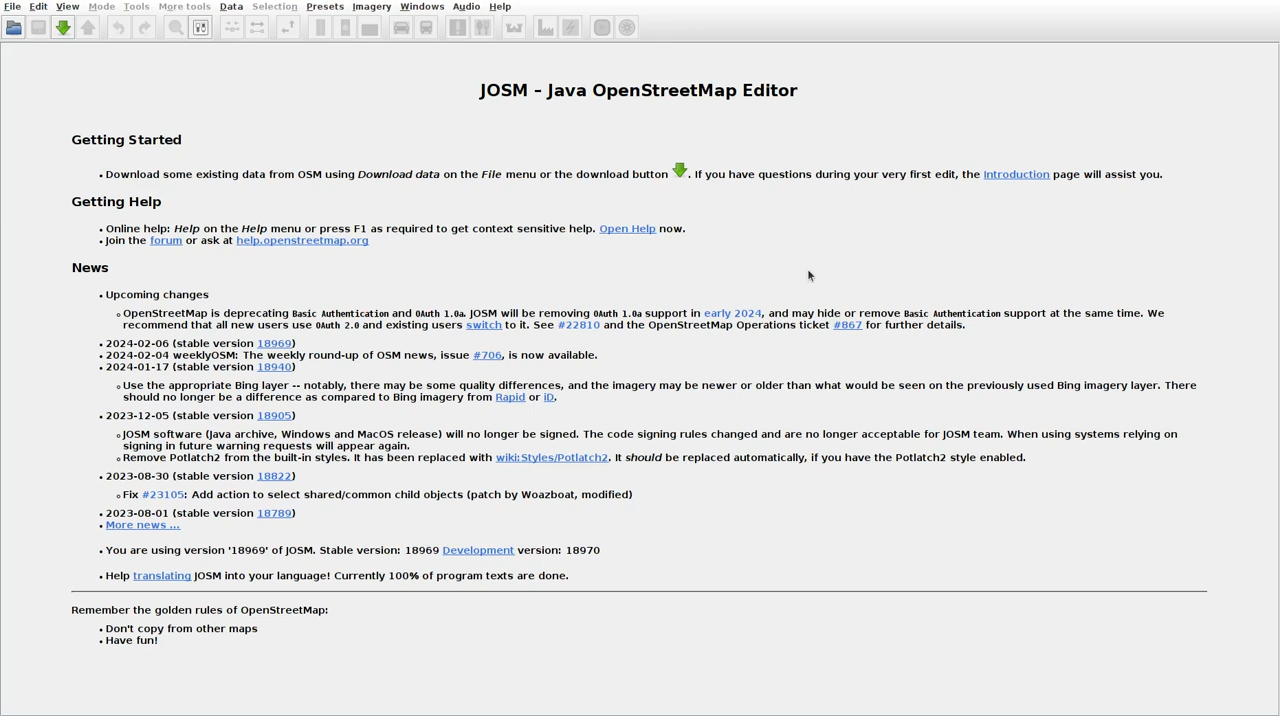 File Edit View Mode Tools More tools Data Selection Presets Imagery Windows Audio Help
JOSM – Java OpenStreetMap Editor
Getting Started
• Download some existing data from OSM using Download data on the File menu or the download button . If you have questions during your very first edit, the Introduction page will assist you.
Getting Help
• Online help: Help on the Help menu or press F1 as required to get context sensitive help. Open Help now.
• Join the forum or ask at help.openstreetmap.org
News
• Upcoming changes
◦ OpenStreetMap is deprecating Basic Authentication and OAuth 1.0a. JOSM will be removing OAuth 1.0a support in early 2024, and may hide or remove Basic Authentication support at the same time. We
recommend that all new users use OAuth 2.0 and existing users switch to it. See #22810 and the OpenStreetMap Operations ticket #867 for further details.
• 2024-02-06 (stable version 18969)
• 2024-02-04 weeklyOSM: The weekly round-up of OSM news, issue #706, is now available.
• 2024-01-17 (stable version 18940)
◦ Use the appropriate Bing layer -- notably, there may be some quality differences, and the imagery may be newer or older than what would be seen on the previously used Bing imagery layer. There
should no longer be a difference as compared to Bing imagery from Rapid or iD.
• 2023-12-05 (stable version 18905)
◦ JOSM software (Java archive, Windows and MacOS release) will no longer be signed. The code signing rules changed and are no longer acceptable for JOSM team. When using systems relying on
signing in future warning requests will appear again.
◦ Remove Potlatch2 from the built-in styles. It has been replaced with wiki:Styles/Potlatch2. It should be replaced automatically, if you have the Potlatch2 style enabled.
• 2023-08-30 (stable version 18822)
◦ Fix #23105: Add action to select shared/common child objects (patch by Woazboat, modified)
• 2023-08-01 (stable version 18789)
• More news ...
• You are using version '18969' of JOSM. Stable version: 18969 Development version: 18970
• Help translating JOSM into your language! Currently 100% of program texts are done.
Remember the golden rules of OpenStreetMap:
• Don't copy from other maps
• Have fun!